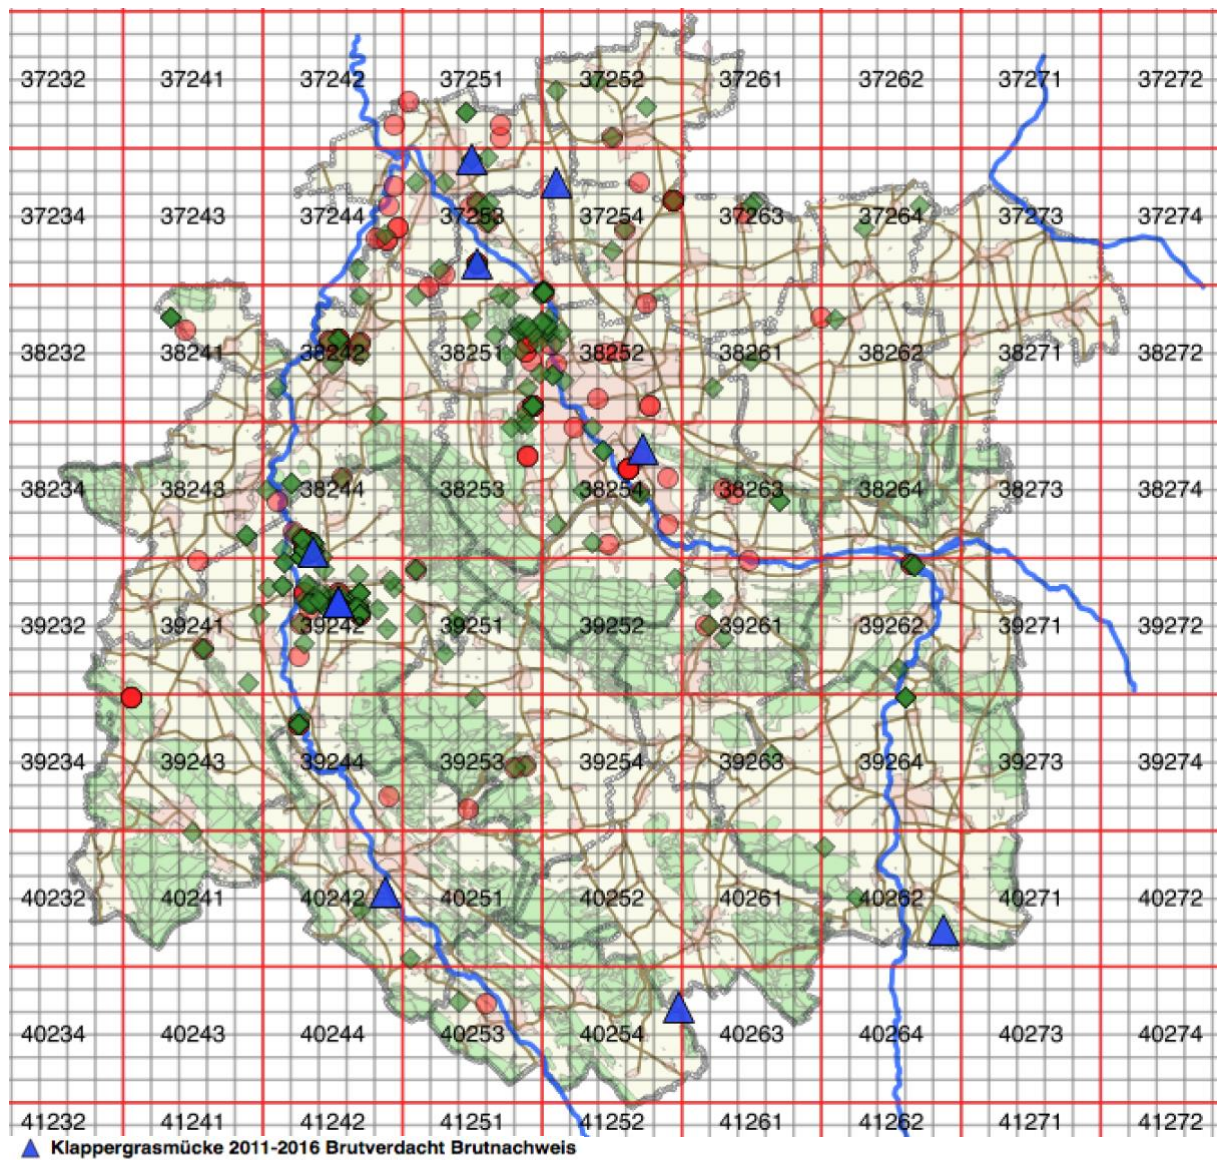 37232 37241 37242 37251 37252 37261 37262 37271 37272
37234 37243 37244 37253 37254 37263 37264 37273 37274
38232 38241 38242 38251 38252 38261 38262 38271 38272
38234 38243 38244 38253 38254 38263 38264 38273 38274
39232 39241 39242 39251 39252 39261 39262 39271 39272
39234 39243 39244 39253 39254 39263 39264 39273 39274
40232 40241 40242 40251 40252 40261 40262 40271 40272
40234 40243 40244 40253 40254 40263 40264 40273 40274
41232 41241 41242 41251 41252 41261 41262 41271 41272
Klappergrasmücke 2011-2016 Brutverdacht Brutnachweis